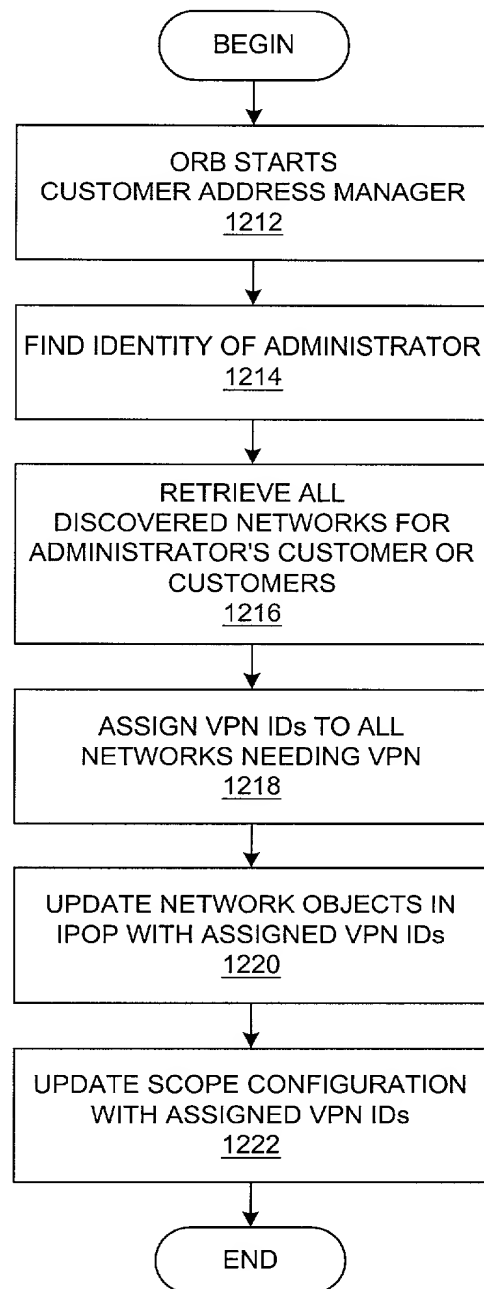 BEGIN
ORB STARTS
CUSTOMER ADDRESS MANAGER
1212
FIND IDENTITY OF ADMINISTRATOR
1214
RETRIEVE ALL
DISCOVERED NETWORKS FOR
ADMINISTRATOR'S CUSTOMER OR
CUSTOMERS
1216
ASSIGN VPN IDs TO ALL
NETWORKS NEEDING VPN
1218
UPDATE NETWORK OBJECTS IN
IPOP WITH ASSIGNED VPN IDs
1220
UPDATE SCOPE CONFIGURATION
WITH ASSIGNED VPN IDs
1222
END